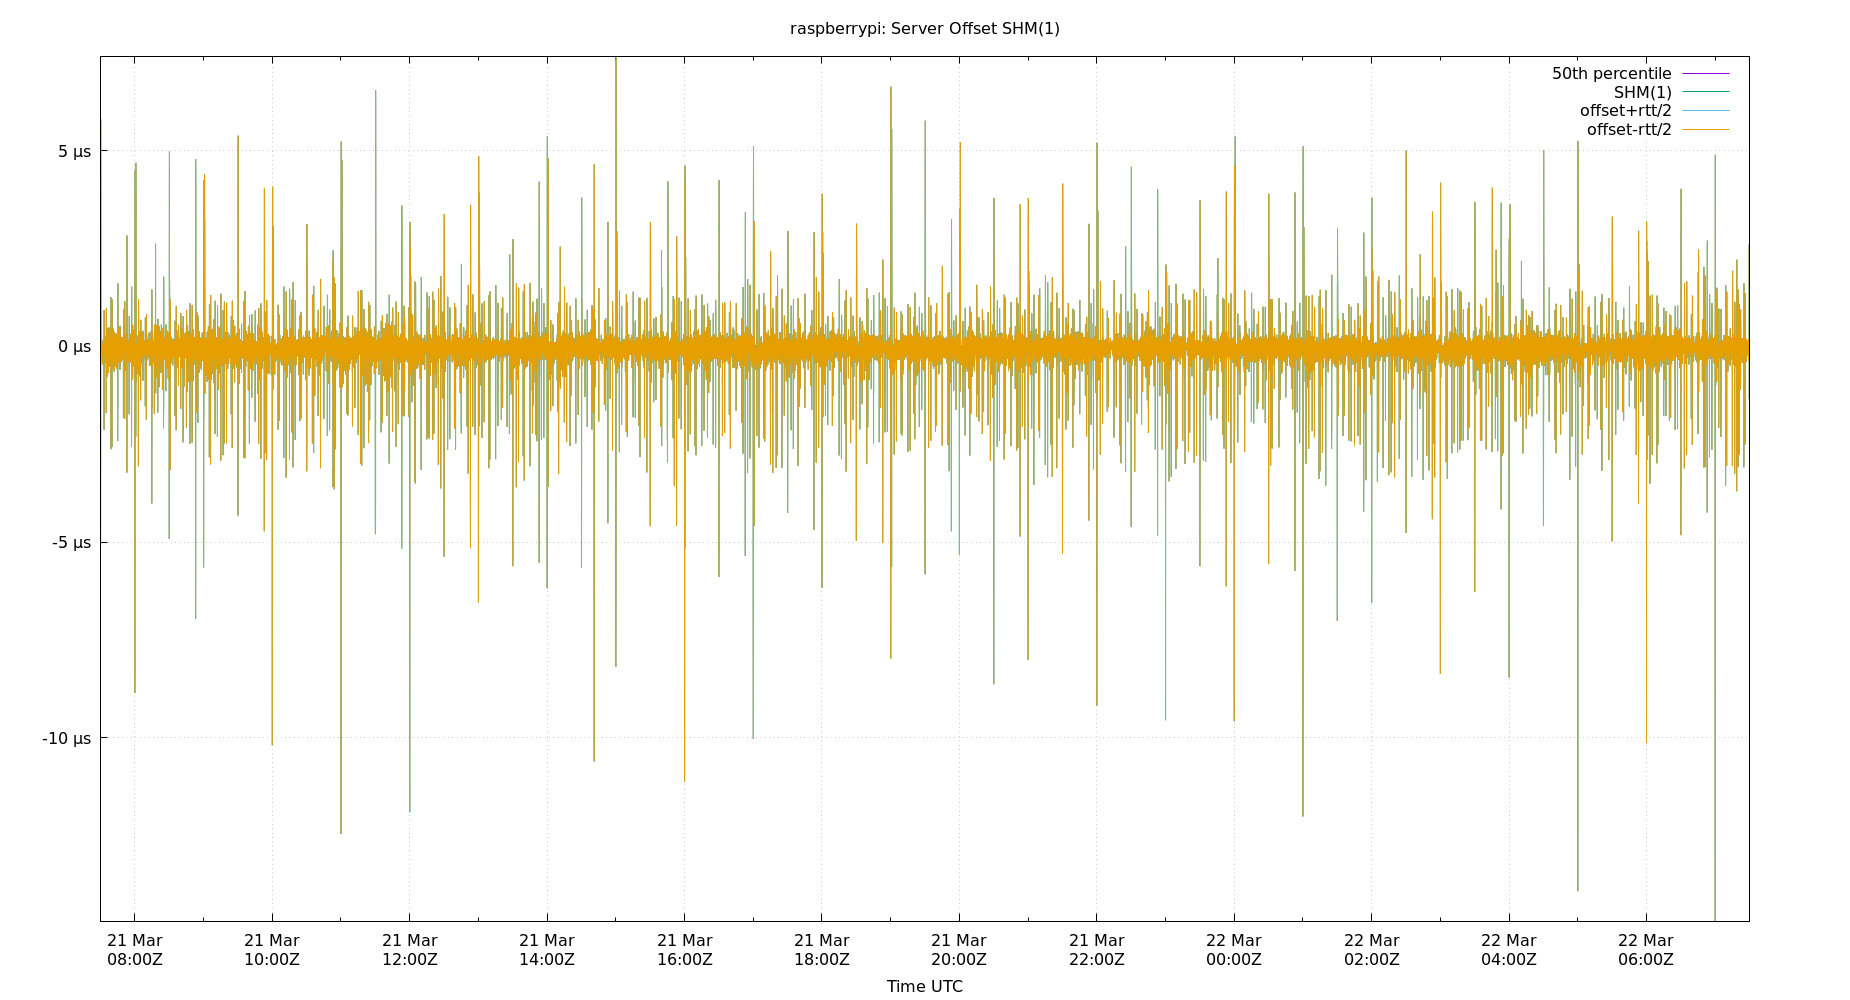 raspberrypi: Server Offset SHM(1)
50th percentile
SHM(1)
offset+rtt/2
offset-rtt/2
5 µs
0 µs
-5 µs
-10 µs
21 Mar 21 Mar 21 Mar 21 Mar 21 Mar 21 Mar 21 Mar 21 Mar 22 Mar 22 Mar 22 Mar 22 Mar
08:00Z 10:00Z 12:00Z 14:00Z 16:00Z 18:00Z 20:00Z 22:00Z 00:00Z 02:00Z 04:00Z 06:00Z
Time UTC